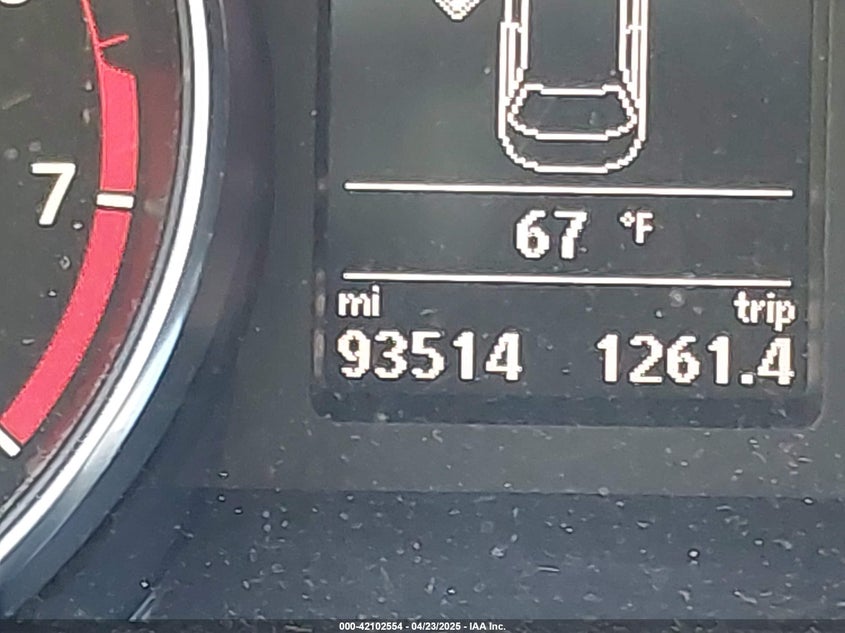 7
67 °F
mi trip
93514 1261.4
000-42102554 - 04/23/2025 - IAA Inc.